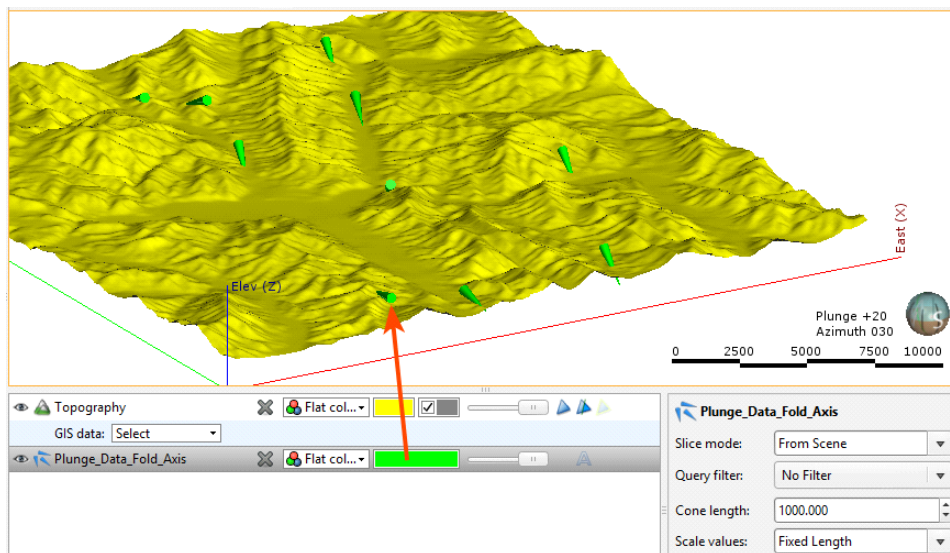 East (X)
Elev (Z)
Plunge +20
Azimuth 030
0 2500 5000 7500 10000
Topography Flat col...
GIS data: Select
Plunge_Data_Fold_Axis Flat col...
Plunge_Data_Fold_Axis
Slice mode: From Scene
Query filter: No Filter
Cone length: 1000.000
Scale values: Fixed Length
S